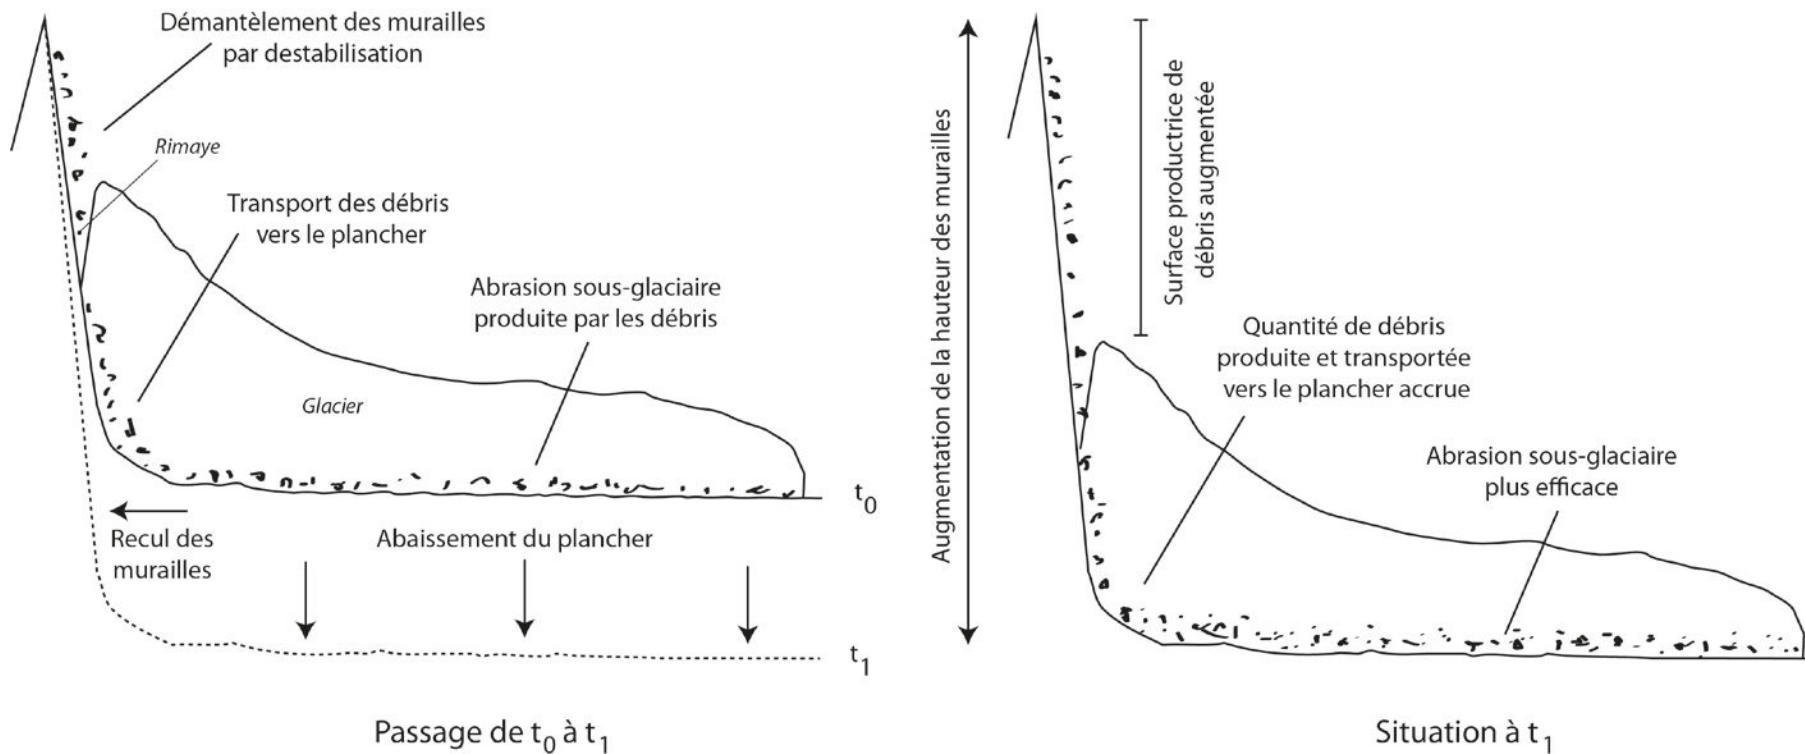 Démantèlement des murailles
par destabilisation
Rimaye
Transport des débris
vers le plancher
Abrasion sous-glaciaire
produite par les débris
Glacier
t0
Recul des
murailles
Abaissement du plancher
t1
Passage de t0 à t1
Augmentation de la hauteur des murailles
Surface productrice de
débris augmentée
Quantité de débris
produite et transportée
vers le plancher accrue
Abrasion sous-glaciaire
plus efficace
Situation à t1